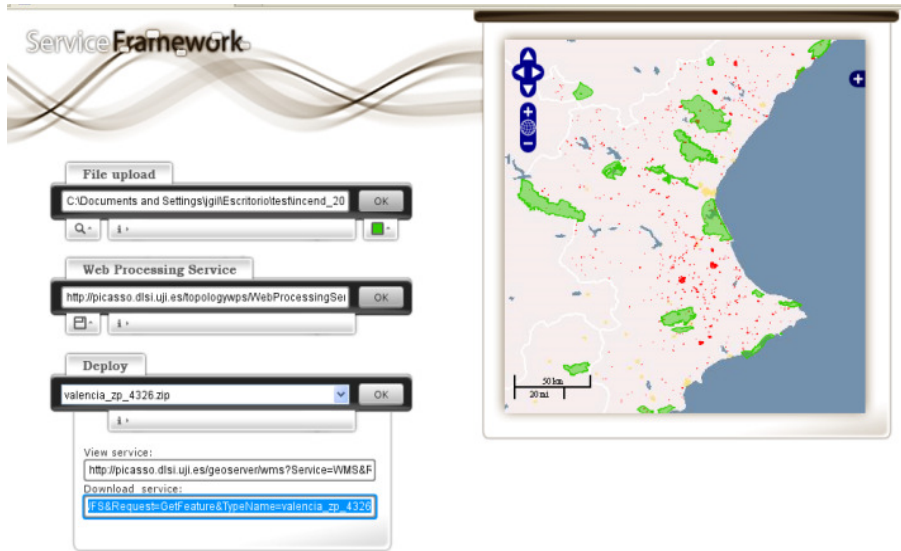 ServiceFramework
File upload
C:\Documents and Settings\jgil\Escritorio\test\incend_20
OK
Web Processing Service
http://picasso.dlsi.uji.es/topologywps/WebProcessingSer
OK
Deploy
valencia_zp_4326.zip
OK
View service:
http://picasso.dlsi.uji.es/geoserver/wms?Service=WMS&R
Download service:
/FS&Request=GetFeature&TypeName=valencia_zp_4326
50 km
20 mi